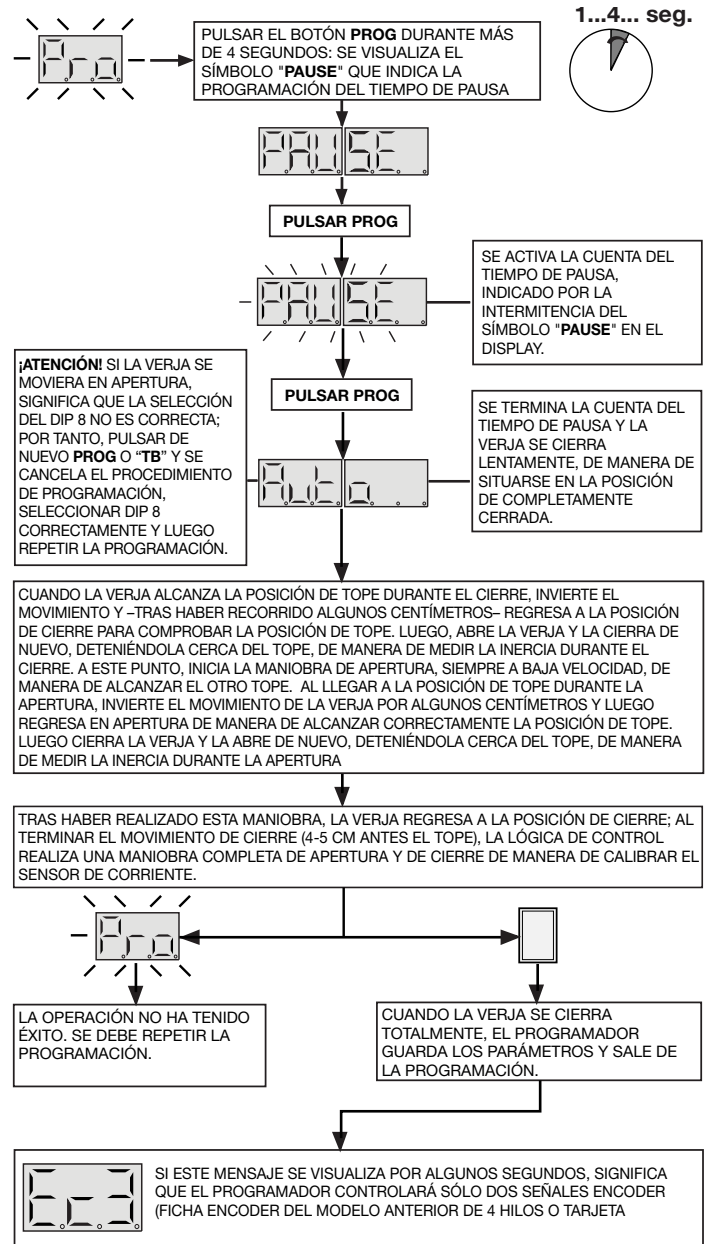 1...4... seg.
Pro
PULSAR EL BOTÓN PROG DURANTE MÁS
DE 4 SEGUNDOS: SE VISUALIZA EL
SÍMBOLO "PAUSE" QUE INDICA LA
PROGRAMACIÓN DEL TIEMPO DE PAUSA
PAUSE
PULSAR PROG
PAUSE
SE ACTIVA LA CUENTA DEL
TIEMPO DE PAUSA,
INDICADO POR LA
INTERMITENCIA DEL
SÍMBOLO "PAUSE" EN EL
DISPLAY.
¡ATENCIÓN! SI LA VERJA SE
MOVIERA EN APERTURA,
SIGNIFICA QUE LA SELECCIÓN
DEL DIP 8 NO ES CORRECTA;
POR TANTO, PULSAR DE
NUEVO PROG O “TB” Y SE
CANCELA EL PROCEDIMIENTO
DE PROGRAMACIÓN,
SELECCIONAR DIP 8
CORRECTAMENTE Y LUEGO
REPETIR LA PROGRAMACIÓN.
PULSAR PROG
Auto
SE TERMINA LA CUENTA DEL
TIEMPO DE PAUSA Y LA
VERJA SE CIERRA
LENTAMENTE, DE MANERA DE
SITUARSE EN LA POSICIÓN
DE COMPLETAMENTE
CERRADA.
CUANDO LA VERJA ALCANZA LA POSICIÓN DE TOPE DURANTE EL CIERRE, INVIERTE EL
MOVIMIENTO Y –TRAS HABER RECORRIDO ALGUNOS CENTÍMETROS– REGRESA A LA POSICIÓN
DE CIERRE PARA COMPROBAR LA POSICIÓN DE TOPE. LUEGO, ABRE LA VERJA Y LA CIERRA DE
NUEVO, DETENIÉNDOLA CERCA DEL TOPE, DE MANERA DE MEDIR LA INERCIA DURANTE EL
CIERRE. A ESTE PUNTO, INICIA LA MANIOBRA DE APERTURA, SIEMPRE A BAJA VELOCIDAD, DE
MANERA DE ALCANZAR EL OTRO TOPE. AL LLEGAR A LA POSICIÓN DE TOPE DURANTE LA
APERTURA, INVIERTE EL MOVIMIENTO DE LA VERJA POR ALGUNOS CENTÍMETROS Y LUEGO
REGRESA EN APERTURA DE MANERA DE ALCANZAR CORRECTAMENTE LA POSICIÓN DE TOPE.
LUEGO CIERRA LA VERJA Y LA ABRE DE NUEVO, DETENIÉNDOLA CERCA DEL TOPE, DE MANERA
DE MEDIR LA INERCIA DURANTE LA APERTURA
TRAS HABER REALIZADO ESTA MANIOBRA, LA VERJA REGRESA A LA POSICIÓN DE CIERRE; AL
TERMINAR EL MOVIMIENTO DE CIERRE (4-5 CM ANTES EL TOPE), LA LÓGICA DE CONTROL
REALIZA UNA MANIOBRA COMPLETA DE APERTURA Y DE CIERRE DE MANERA DE CALIBRAR EL
SENSOR DE CORRIENTE.
Pro
LA OPERACIÓN NO HA TENIDO
ÉXITO. SE DEBE REPETIR LA
PROGRAMACIÓN.
CUANDO LA VERJA SE CIERRA
TOTALMENTE, EL PROGRAMADOR
GUARDA LOS PARÁMETROS Y SALE DE
LA PROGRAMACIÓN.
Er3
SI ESTE MENSAJE SE VISUALIZA POR ALGUNOS SEGUNDOS, SIGNIFICA
QUE EL PROGRAMADOR CONTROLARÁ SÓLO DOS SEÑALES ENCODER
(FICHA ENCODER DEL MODELO ANTERIOR DE 4 HILOS O TARJETA